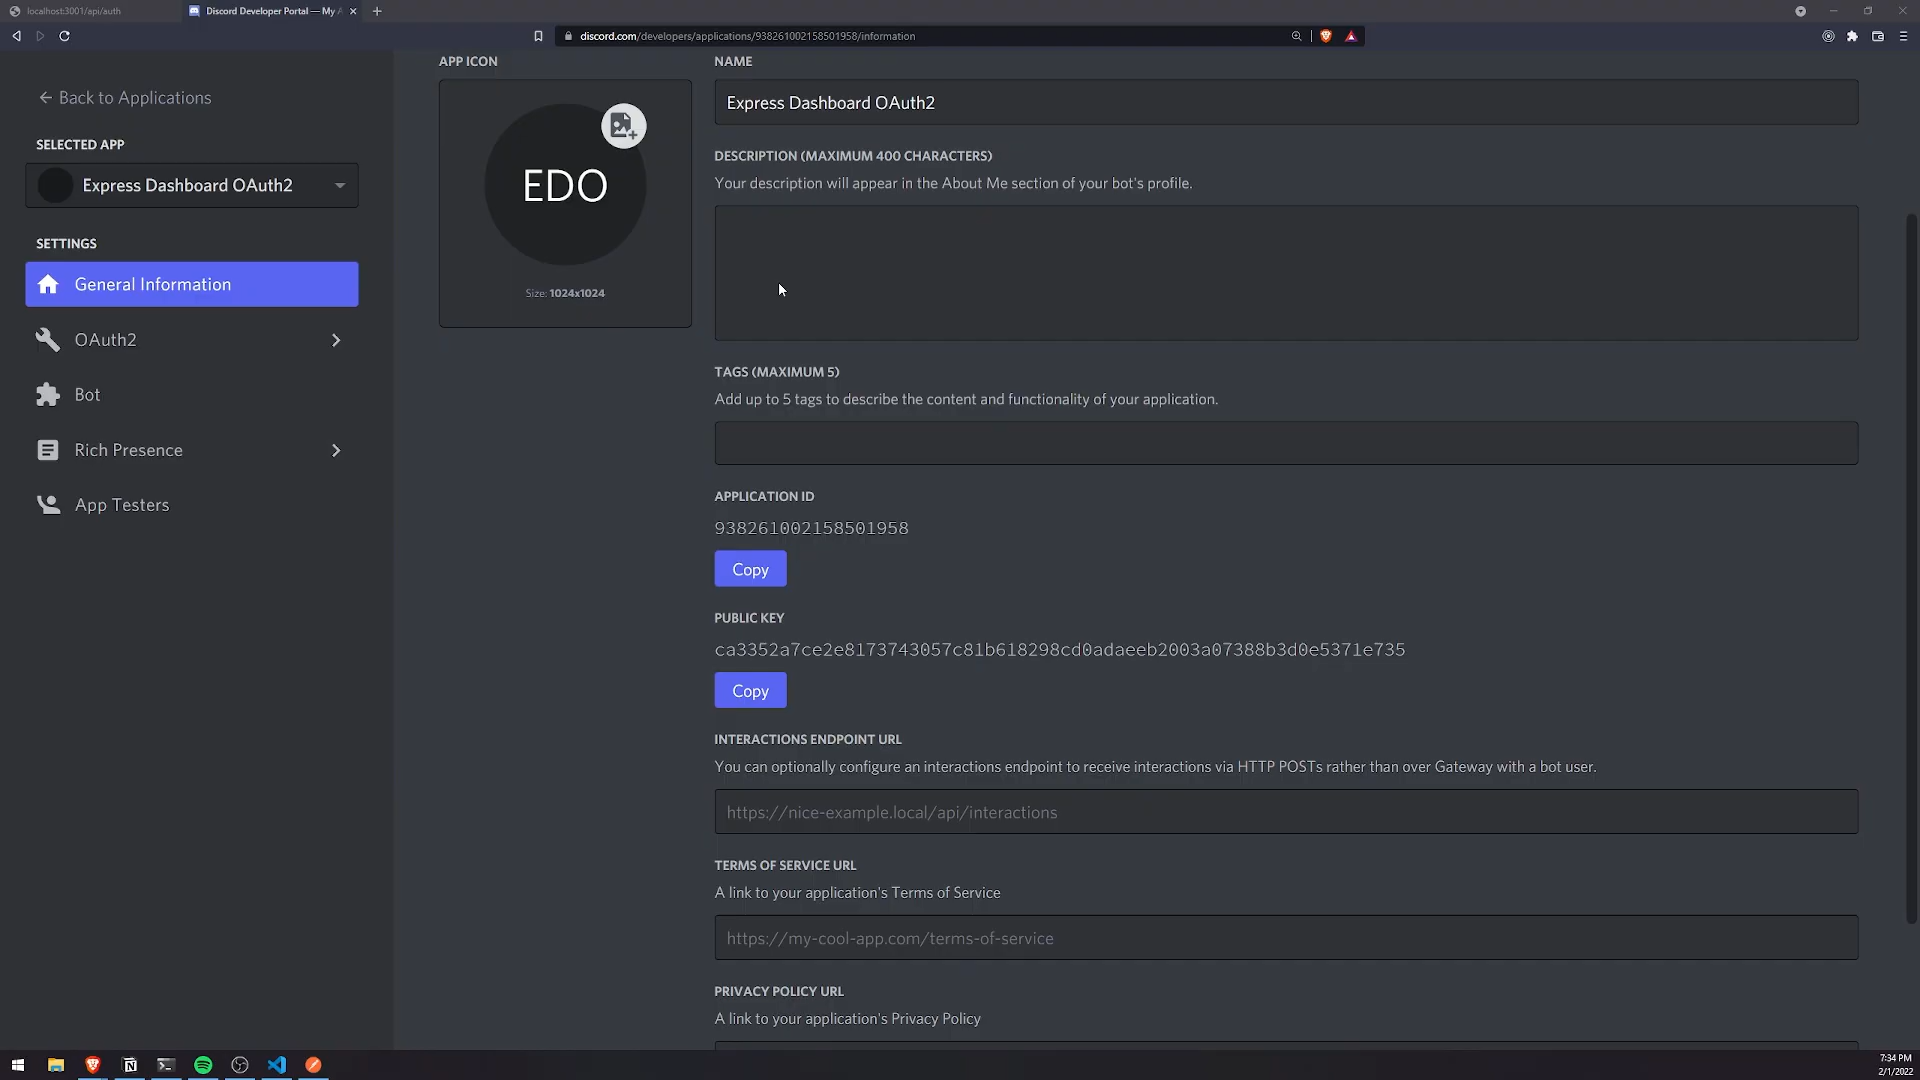 localhost:3001/api/auth
Discord Developer Portal — My A
discord.com/developers/applications/938261002158501958/information
Back to Applications
SELECTED APP
Express Dashboard OAuth2
SETTINGS
General Information
OAuth2
Bot
Rich Presence
App Testers
APP ICON
EDO
Size: 1024x1024
NAME
Express Dashboard OAuth2
DESCRIPTION (MAXIMUM 400 CHARACTERS)
Your description will appear in the About Me section of your bot's profile.
TAGS (MAXIMUM 5)
Add up to 5 tags to describe the content and functionality of your application.
APPLICATION ID
938261002158501958
Copy
PUBLIC KEY
ca3352a7ce2e8173743057c81b618298cd0adaeeb2003a07388b3d0e5371e735
Copy
INTERACTIONS ENDPOINT URL
You can optionally configure an interactions endpoint to receive interactions via HTTP POSTs rather than over Gateway with a bot user.
https://nice-example.local/api/interactions
TERMS OF SERVICE URL
A link to your application's Terms of Service
https://my-cool-app.com/terms-of-service
PRIVACY POLICY URL
A link to your application's Privacy Policy
7:34 PM
2/1/2022